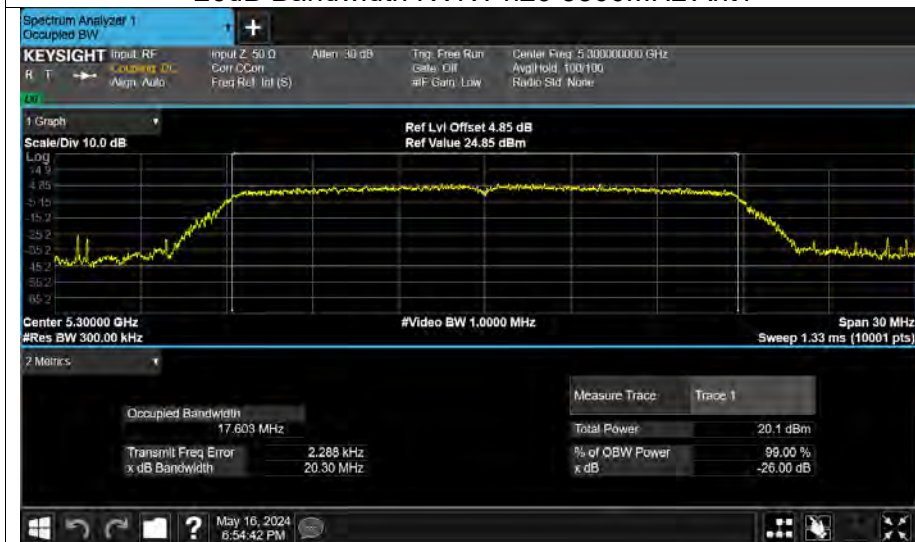 Spectrum Analyzer 1
Occupied BW
KEYSIGHT Input: RF
R T Coupling: DC
Align: Auto
Input Z: 50 Ω
Corr CCorr
Freq Ref: Int (S)
Atten: 30 dB
Trig: Free Run
Gate: Off
#IF Gain: Low
Center Freq: 5.300000000 GHz
Avg|Hold: 100/100
Radio Std: None
1 Graph
Scale/Div 10.0 dB
Ref Lvl Offset 4.85 dB
Ref Value 24.85 dBm
Log
14.9
4.85
-5.15
-15.2
-25.2
-35.2
-45.2
-55.2
-65.2
Center 5.30000 GHz
#Res BW 300.00 kHz
#Video BW 1.0000 MHz
Span 30 MHz
Sweep 1.33 ms (10001 pts)
2 Metrics
Measure Trace Trace 1
Occupied Bandwidth
17.603 MHz
Total Power 20.1 dBm
Transmit Freq Error 2.288 kHz
% of OBW Power 99.00 %
x dB Bandwidth 20.30 MHz
x dB -26.00 dB
?
May 16, 2024
6:54:42 PM